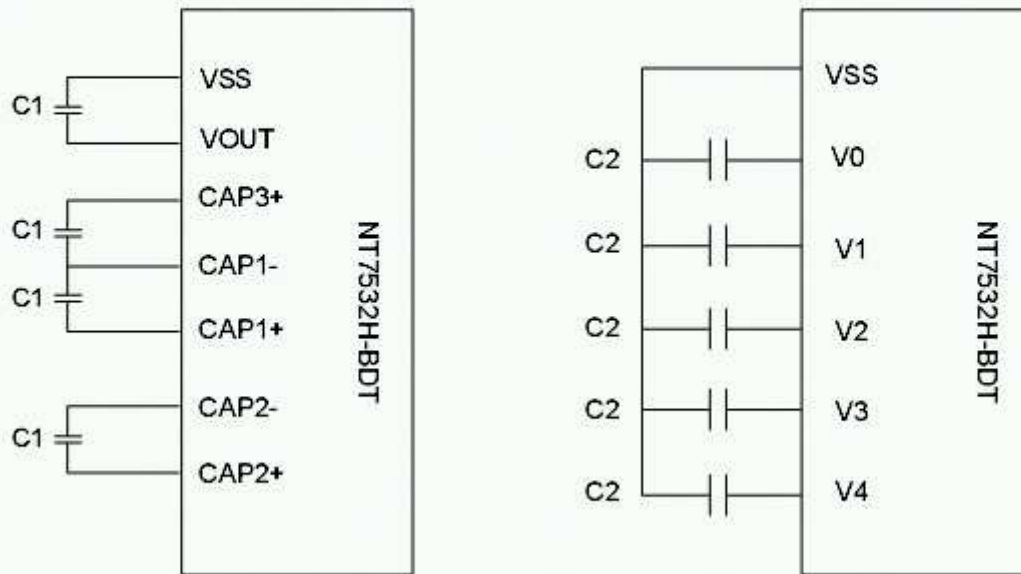 VSS
C1
VOUT
CAP3+
C1
CAP1-
C1
CAP1+
CAP2-
C1
CAP2+
NT7532H-BDT
VSS
C2
V0
C2
V1
C2
V2
C2
V3
C2
V4
NT7532H-BDT